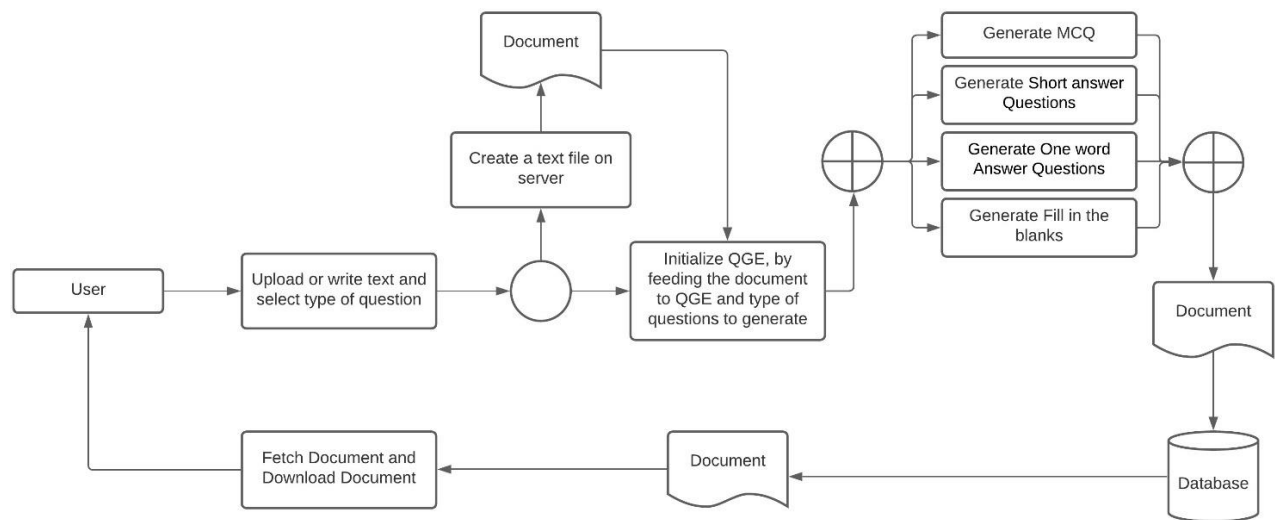 Document
Generate MCQ
Generate Short answer
Questions
Create a text file on
server
Generate One word
Answer Questions
Generate Fill in the
blanks
User
Upload or write text and
select type of question
Initialize QGE, by
feeding the document
to QGE and type of
questions to generate
Document
Fetch Document and
Download Document
Document
Database